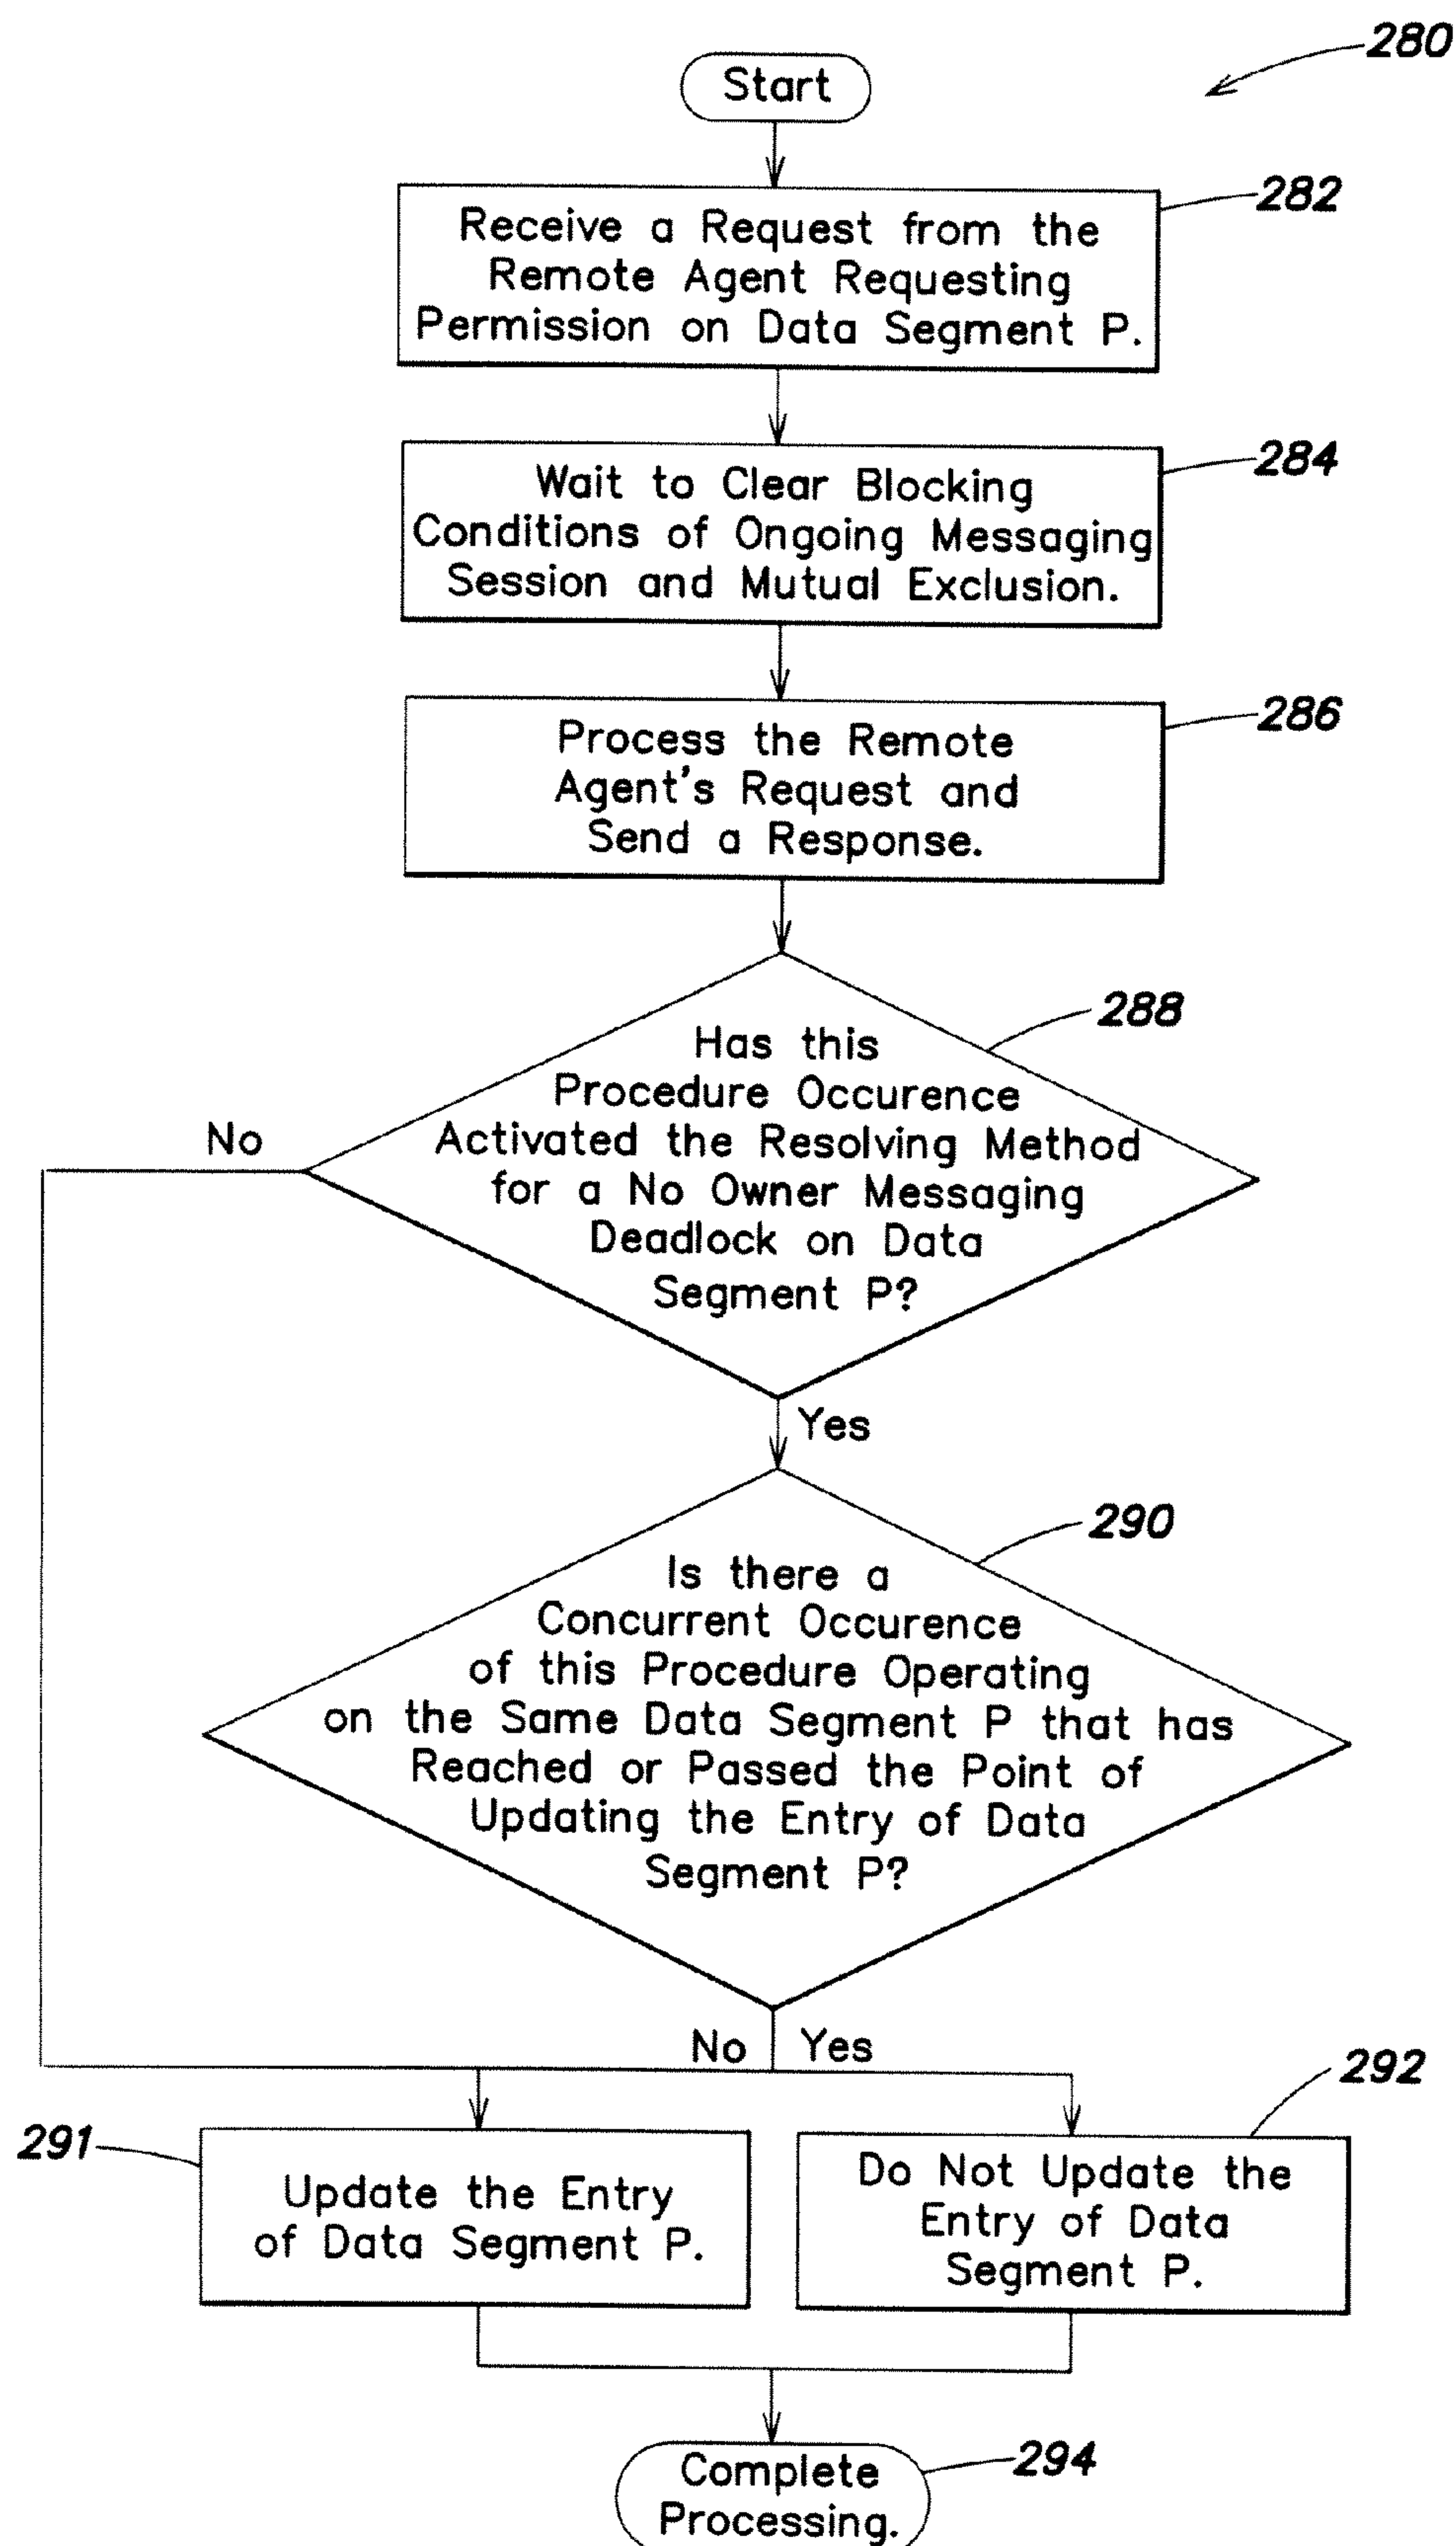 280
Start
282
Receive a Request from the
Remote Agent Requesting
Permission on Data Segment P.
284
Wait to Clear Blocking
Conditions of Ongoing Messaging
Session and Mutual Exclusion.
286
Process the Remote
Agent's Request and
Send a Response.
288
Has this
Procedure Occurence
Activated the Resolving Method
for a No Owner Messaging
Deadlock on Data
Segment P?
No
Yes
290
Is there a
Concurrent Occurence
of this Procedure Operating
on the Same Data Segment P that has
Reached or Passed the Point of
Updating the Entry of Data
Segment P?
No Yes
291
Update the Entry
of Data Segment P.
292
Do Not Update the
Entry of Data
Segment P.
294
Complete
Processing.